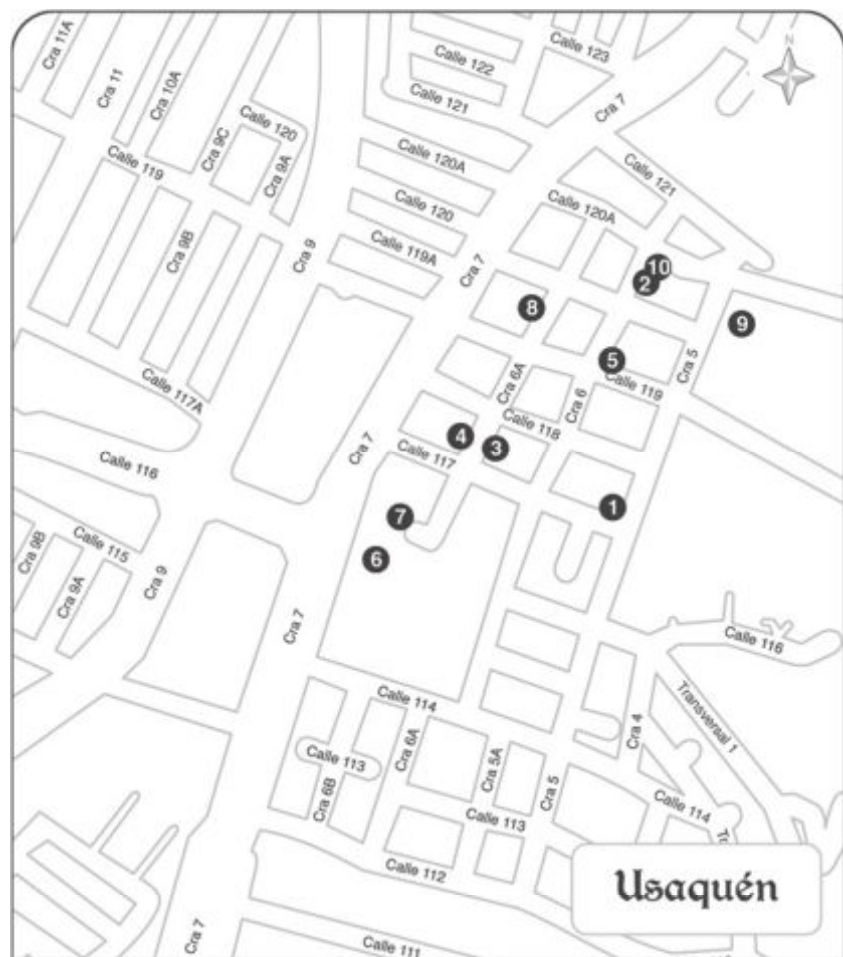 N
Cra 11A
Cra 11
Cra 10A
Calle 122
Calle 123
Calle 121
Cra 7
Cra 9C
Calle 120
Cra 9A
Calle 119
Calle 120A
Calle 121
Calle 120
Calle 120A
Cra 9B
Cra 9
Calle 119A
Cra 7
10
2
8
9
5
Cra 5
Cra 6A
Calle 119
Cra 6
Calle 117A
Calle 118
4
3
Cra 7
Calle 117
Calle 116
1
7
Calle 115
Cra 9B
6
Cra 9A
Cra 9
Cra 7
Calle 116
Transversal 1
Calle 114
Cra 4
Cra 6A
Calle 113
Cra 5A
Cra 6B
Cra 5
Calle 114
Calle 113
Calle 112
Usaquén
Cra 7
Calle 111